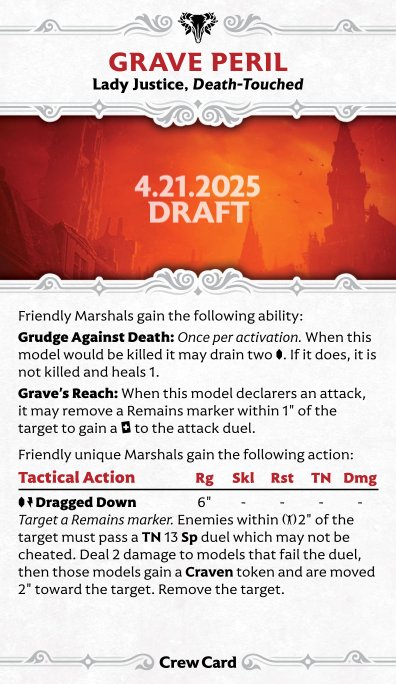 GRAVE PERIL
Lady Justice, Death-Touched
4.21.2025
DRAFT
Friendly Marshals gain the following ability:
Grudge Against Death: Once per activation. When this
model would be killed it may drain two . If it does, it is
not killed and heals 1.
Grave's Reach: When this model declarers an attack,
it may remove a Remains marker within 1" of the
target to gain a to the attack duel.
Friendly unique Marshals gain the following action:
Tactical Action Rg Skl Rst TN Dmg
Dragged Down 6" - - - -
Target a Remains marker. Enemies within 2" of the
target must pass a TN 13 Sp duel which may not be
cheated. Deal 2 damage to models that fail the duel,
then those models gain a Craven token and are moved
2" toward the target. Remove the target.
Crew Card